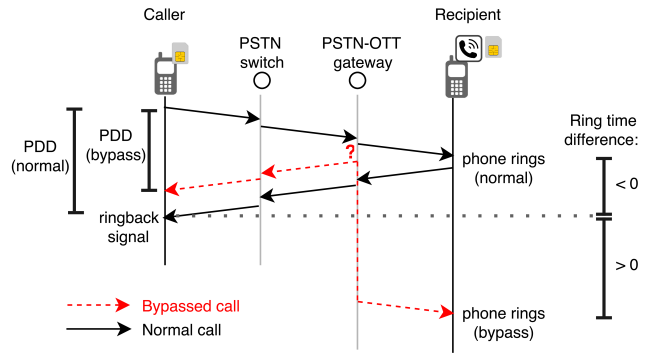 Caller
Recipient
PSTN
switch
PSTN-OTT
gateway
PDD
(normal)
PDD
(bypass)
?
phone rings
(normal)
Ring time
difference:
< 0
ringback
signal
> 0
Bypassed call
Normal call
phone rings
(bypass)